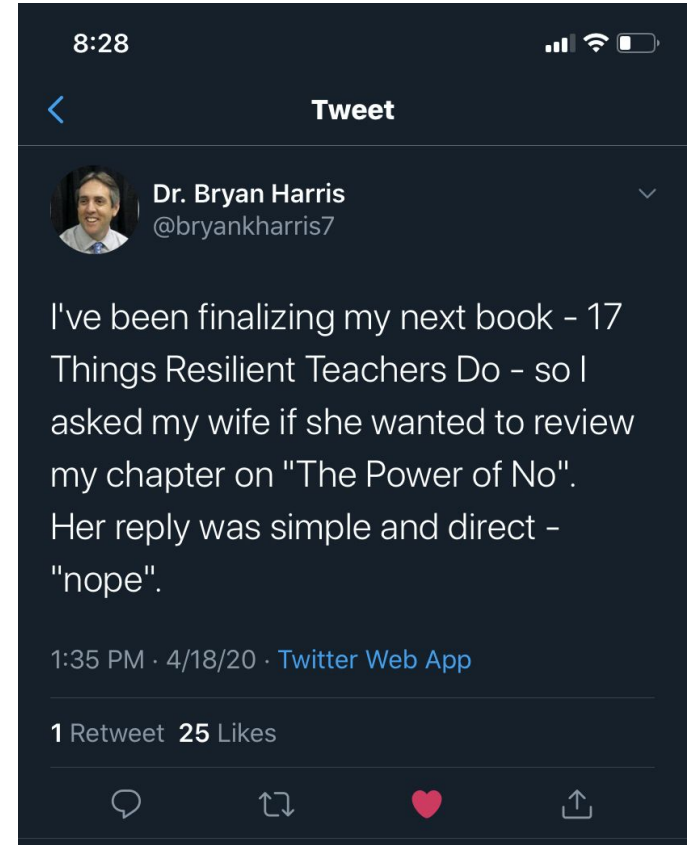 8:28
Tweet
Dr. Bryan Harris
@bryankharris7
I've been finalizing my next book - 17
Things Resilient Teachers Do - so I
asked my wife if she wanted to review
my chapter on "The Power of No".
Her reply was simple and direct -
"nope".
1:35 PM · 4/18/20 · Twitter Web App
1 Retweet 25 Likes